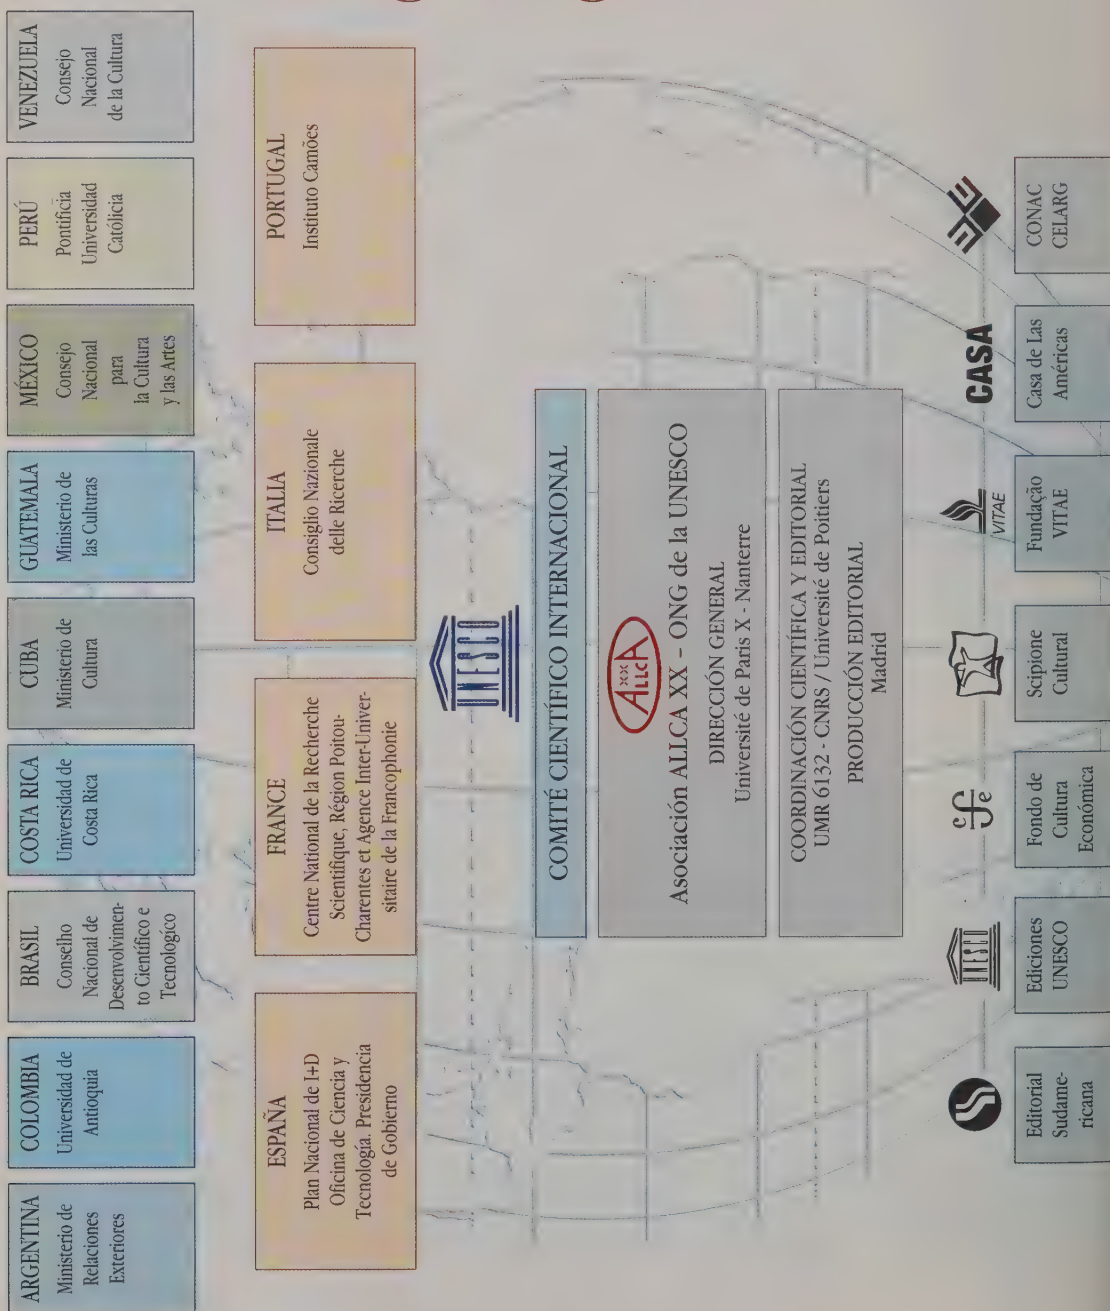 ARGENTINA
Ministerio de
Relaciones
Exteriores
COLOMBIA
Universidad de
Antioquia
BRASIL
Conselho
Nacional de
Desenvolvimen-
to Científico e
Tecnologico
COSTA RICA
Universidad de
Costa Rica
CUBA
Ministerio de
Cultura
GUATEMALA
Ministerio de
las Culturas
MÉXICO
Consejo
Nacional
para
la Cultura
y las Artes
PERÚ
Pontificia
Universidad
Catolícia
VENEZUELA
Consejo
Nacional
de la Cultura
ESPAÑA
Plan Nacional de I+D
Oficina de Ciencia y
Tecnología. Presidencia
de Gobierno
FRANCE
Centre National de la Recherche
Scientifique, Région Poitou-
Charentes et Agence Inter-Univer-
sitaire de la Francophonie
ITALIA
Consiglio Nazionale
delle Ricerche
PORTUGAL
Instituto Camões
UNESCO
COMITÉ CIENTÍFICO INTERNACIONAL
XX
ALLCA
Asociación ALLCA XX - ONG de la UNESCO
DIRECCIÓN GENERAL
Université de Paris X - Nanterre
COORDINACIÓN CIENTÍFICA Y EDITORIAL
UMR 6132 - CNRS / Université de Poitiers
PRODUCCIÓN EDITORIAL
Madrid
UNESCO
cfe
VITAE
CASA
Editorial
Sudame-
ricana
Ediciones
UNESCO
Fondo de
Cultura
Económica
Scipione
Cultural
Fundação
VITAE
Casa de Las
Américas
CONAC
CELARG